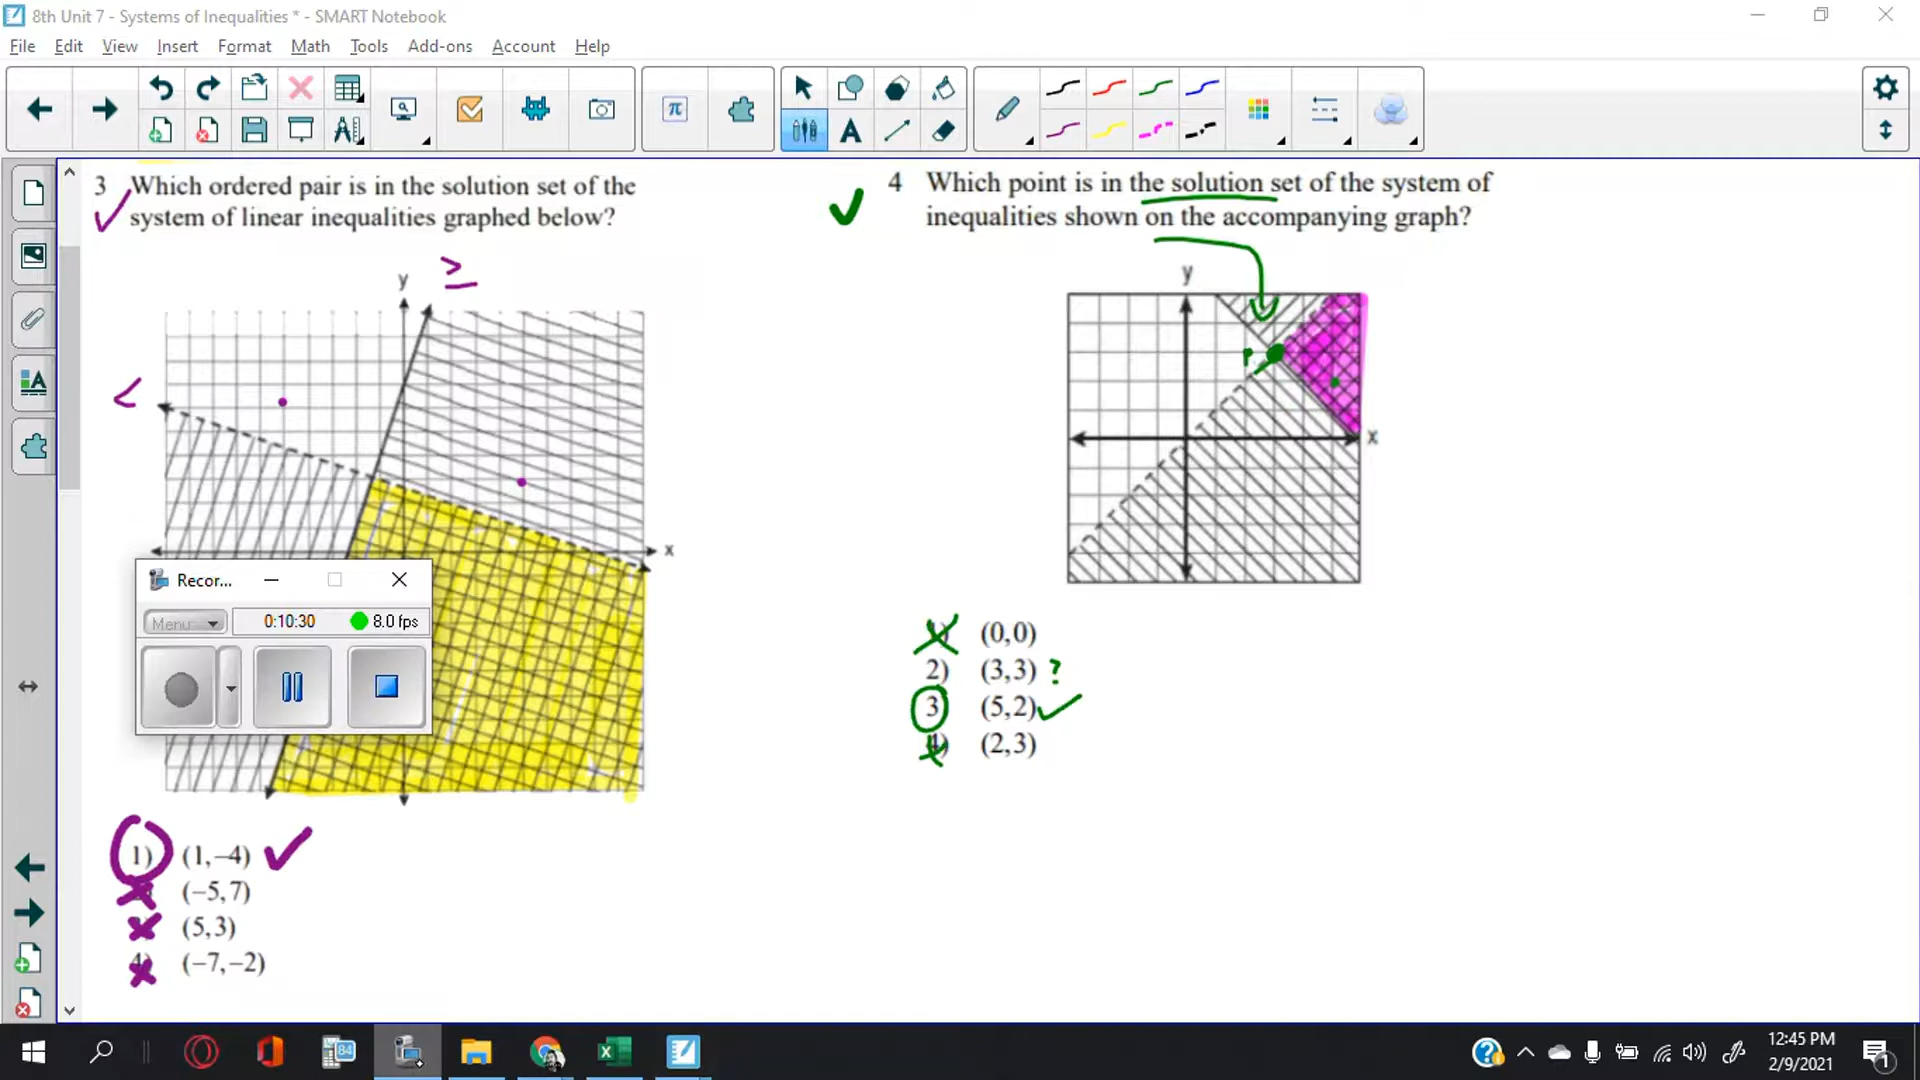 8th Unit 7 - Systems of Inequalities * - SMART Notebook
File Edit View Insert Format Math Tools Add-ons Account Help
π
A
3 Which ordered pair is in the solution set of the
system of linear inequalities graphed below?
≥
y
<
x
Recor...
Menu 0:10:30 8.0 fps
1) (1,–4)
(–5,7)
(5,3)
4) (–7,–2)
4 Which point is in the solution set of the system of
inequalities shown on the accompanying graph?
y
x
(0,0)
2) (3,3) ?
3 (5,2)
4) (2,3)
84
12:45 PM
2/9/2021
1